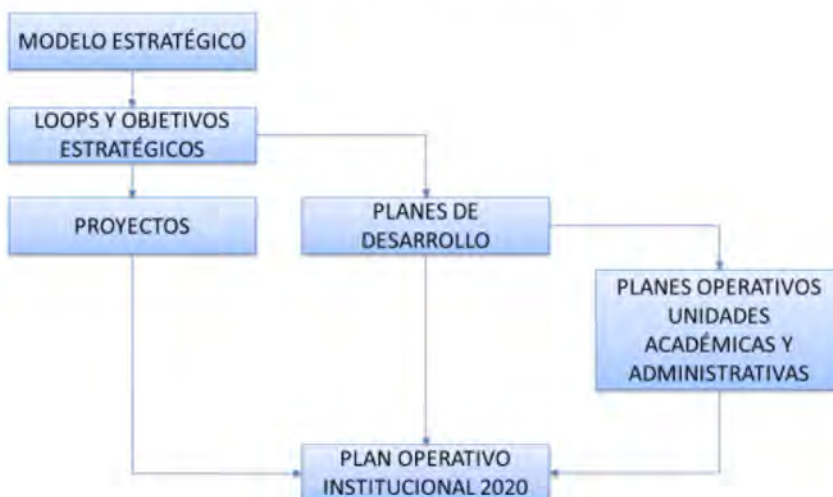 MODELO ESTRATÉGICO
LOOPS Y OBJETIVOS
ESTRATÉGICOS
PROYECTOS
PLANES DE
DESARROLLO
PLANES OPERATIVOS
UNIDADES
ACADÉMICAS Y
ADMINISTRATIVAS
PLAN OPERATIVO
INSTITUCIONAL 2020